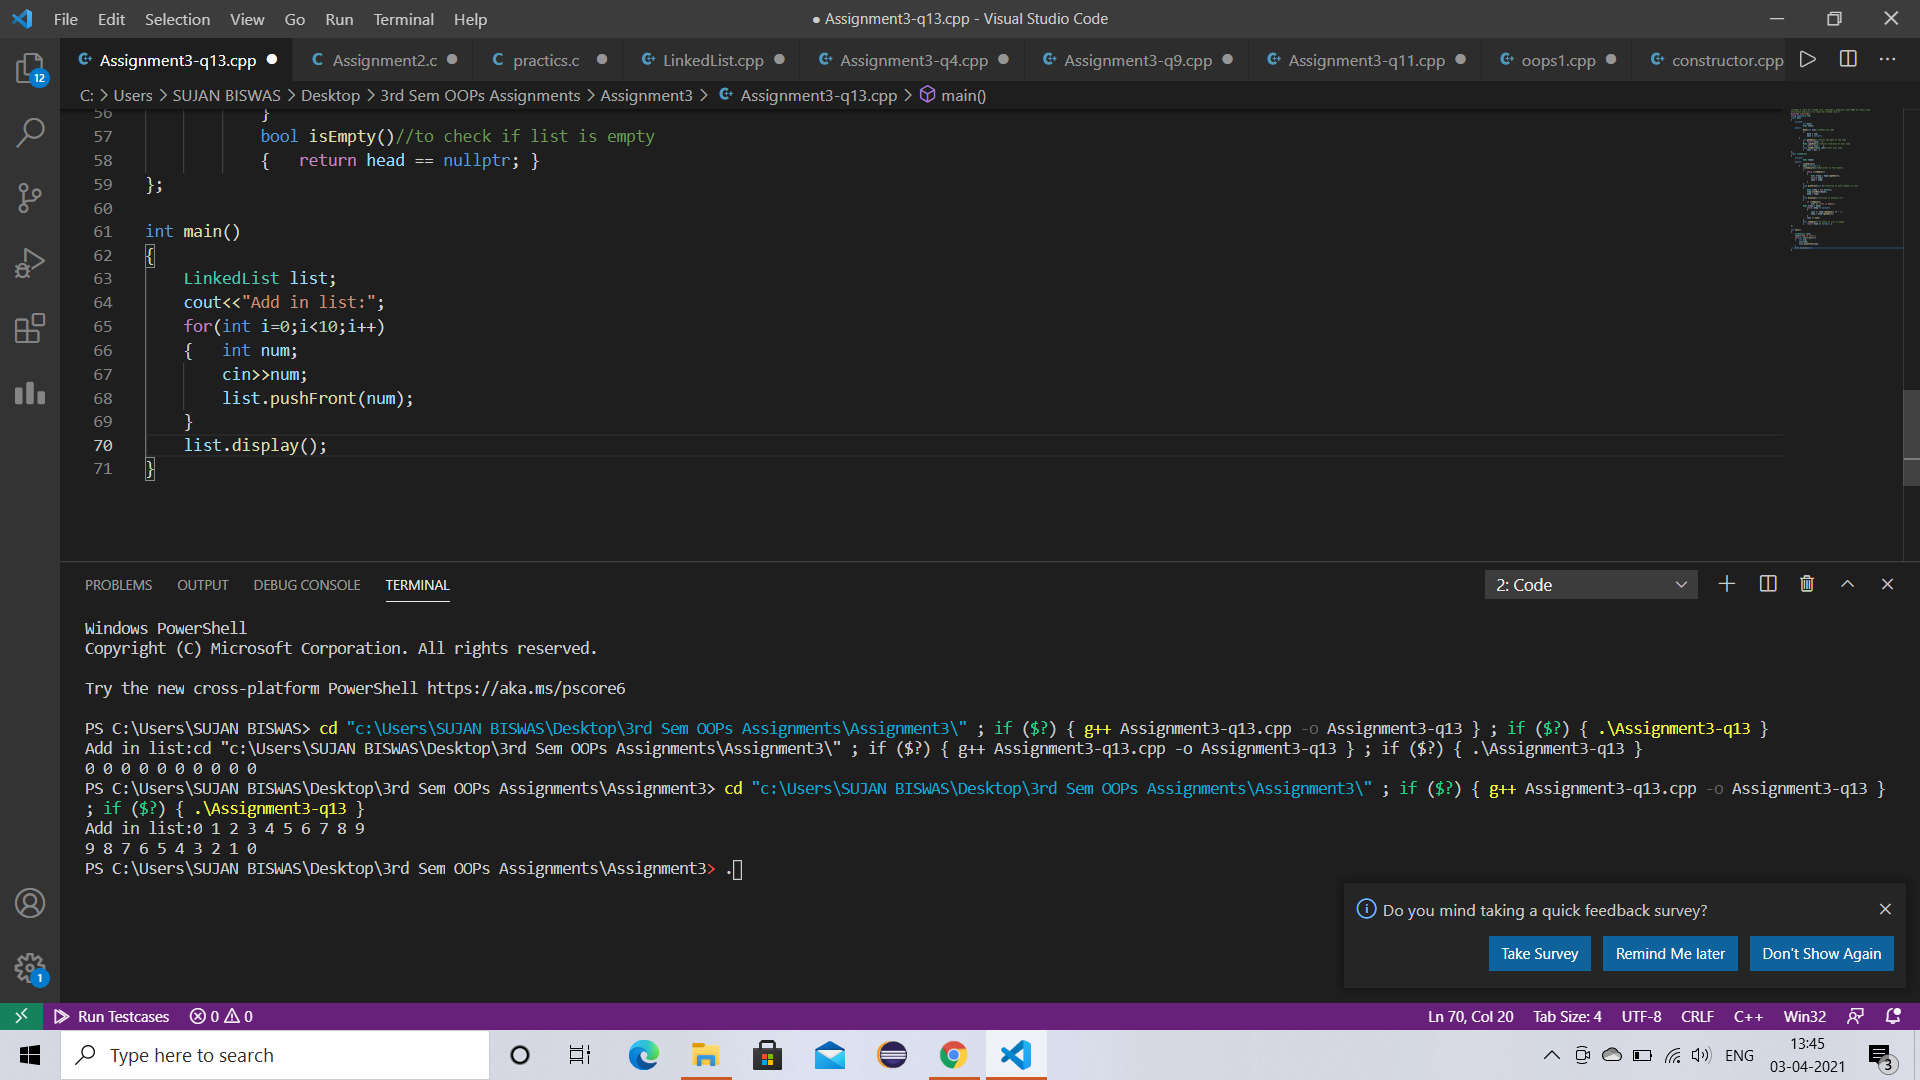 File Edit Selection View Go Run Terminal Help
● Assignment3-q13.cpp - Visual Studio Code
Assignment3-q13.cpp ● C Assignment2.c ● C practics.c ● LinkedList.cpp ● Assignment3-q4.cpp ● Assignment3-q9.cpp ● Assignment3-q11.cpp ● oops1.cpp ● constructor.cpp
C: > Users > SUJAN BISWAS > Desktop > 3rd Sem OOPs Assignments > Assignment3 > Assignment3-q13.cpp > main()
12
56 }
57 bool isEmpty()//to check if list is empty
58 { return head == nullptr; }
59 };
60
61 int main()
62 {
63 LinkedList list;
64 cout<<"Add in list:";
65 for(int i=0;i<10;i++)
66 { int num;
67 cin>>num;
68 list.pushFront(num);
69 }
70 list.display();
71 }
PROBLEMS OUTPUT DEBUG CONSOLE TERMINAL
2: Code
Windows PowerShell
Copyright (C) Microsoft Corporation. All rights reserved.
Try the new cross-platform PowerShell https://aka.ms/pscore6
PS C:\Users\SUJAN BISWAS> cd "c:\Users\SUJAN BISWAS\Desktop\3rd Sem OOPs Assignments\Assignment3\" ; if ($?) { g++ Assignment3-q13.cpp -o Assignment3-q13 } ; if ($?) { .\Assignment3-q13 }
Add in list:cd "c:\Users\SUJAN BISWAS\Desktop\3rd Sem OOPs Assignments\Assignment3\" ; if ($?) { g++ Assignment3-q13.cpp -o Assignment3-q13 } ; if ($?) { .\Assignment3-q13 }
0 0 0 0 0 0 0 0 0 0
PS C:\Users\SUJAN BISWAS\Desktop\3rd Sem OOPs Assignments\Assignment3> cd "c:\Users\SUJAN BISWAS\Desktop\3rd Sem OOPs Assignments\Assignment3\" ; if ($?) { g++ Assignment3-q13.cpp -o Assignment3-q13 }
; if ($?) { .\Assignment3-q13 }
Add in list:0 1 2 3 4 5 6 7 8 9
9 8 7 6 5 4 3 2 1 0
PS C:\Users\SUJAN BISWAS\Desktop\3rd Sem OOPs Assignments\Assignment3> .
Do you mind taking a quick feedback survey?
Take Survey Remind Me later Don't Show Again
1
Run Testcases 0 0
Ln 70, Col 20 Tab Size: 4 UTF-8 CRLF C++ Win32
Type here to search
ENG
13:45
03-04-2021
3